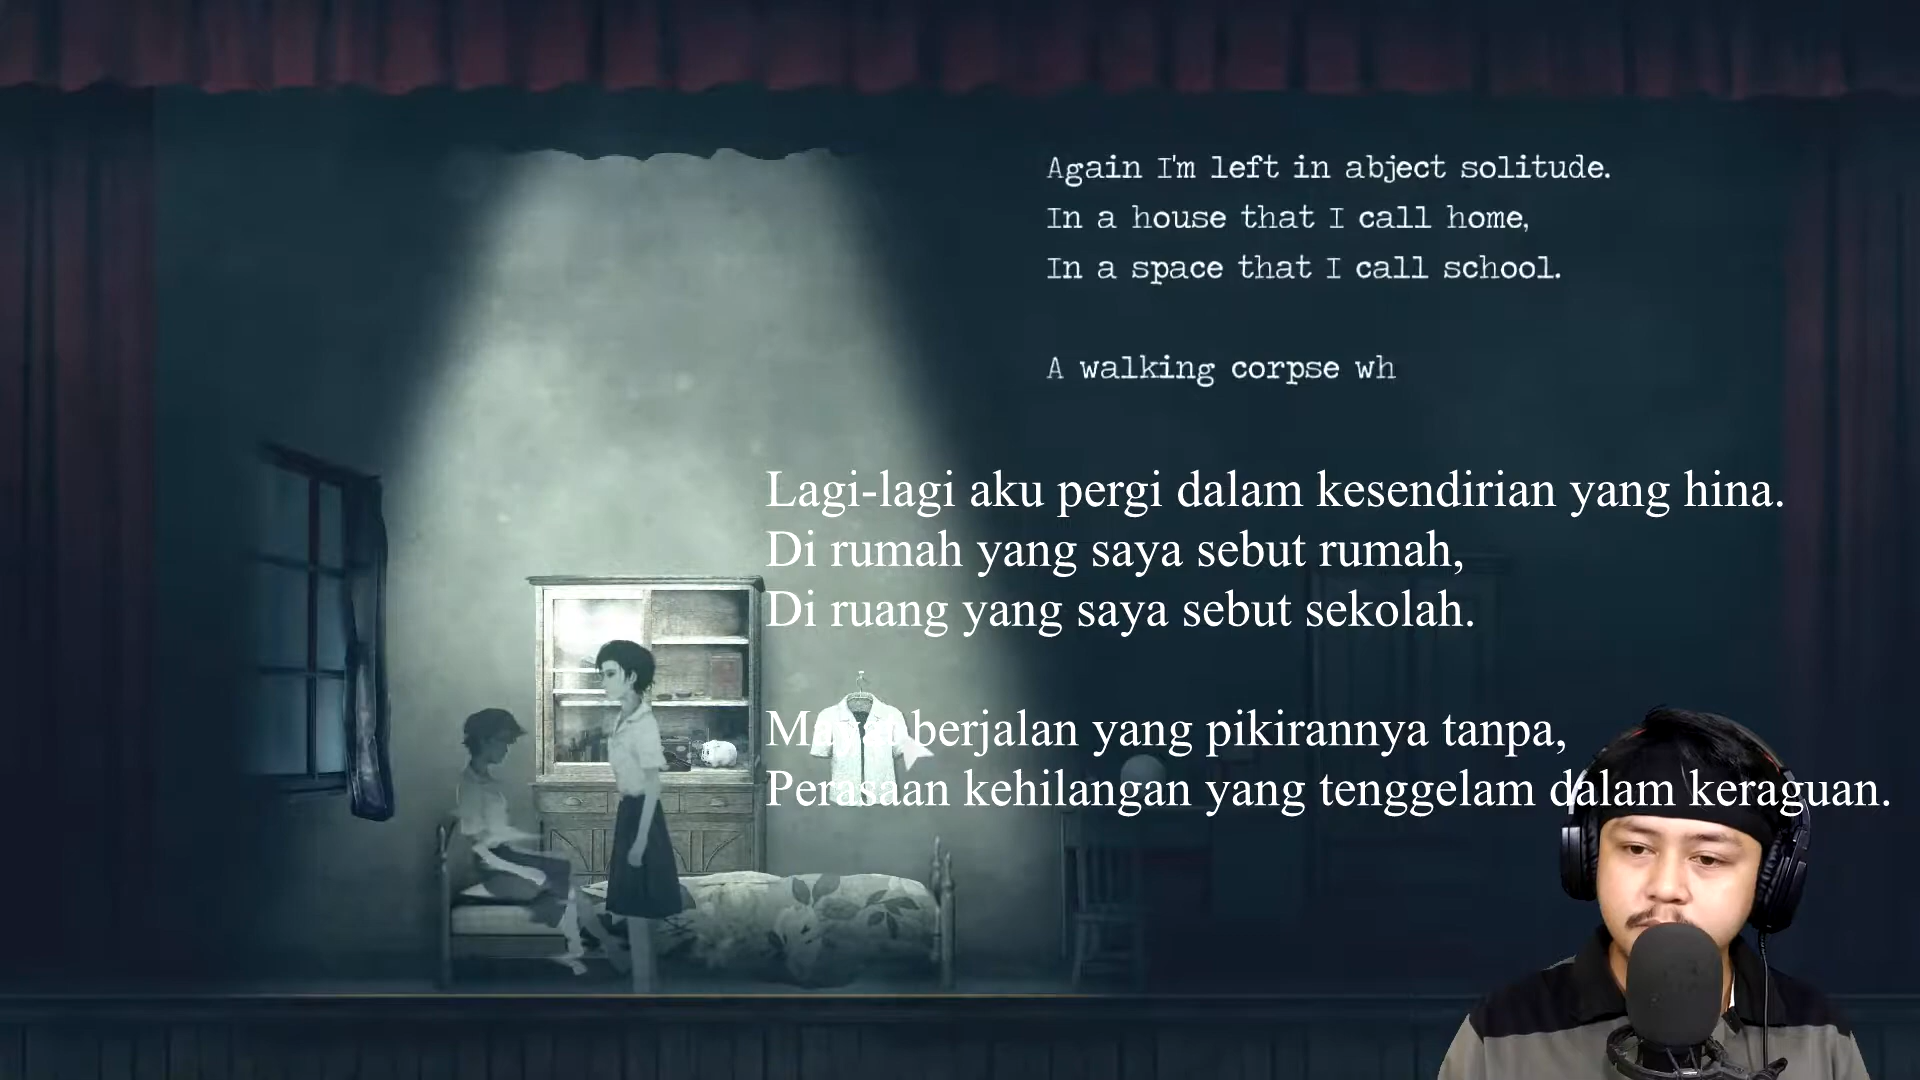 Again I'm left in abject solitude.
In a house that I call home,
In a space that I call school.
A walking corpse wh
Lagi-lagi aku pergi dalam kesendirian yang hina.
Di rumah yang saya sebut rumah,
Di ruang yang saya sebut sekolah.
Mayat berjalan yang pikirannya tanpa,
Perasaan kehilangan yang tenggelam dalam keraguan.